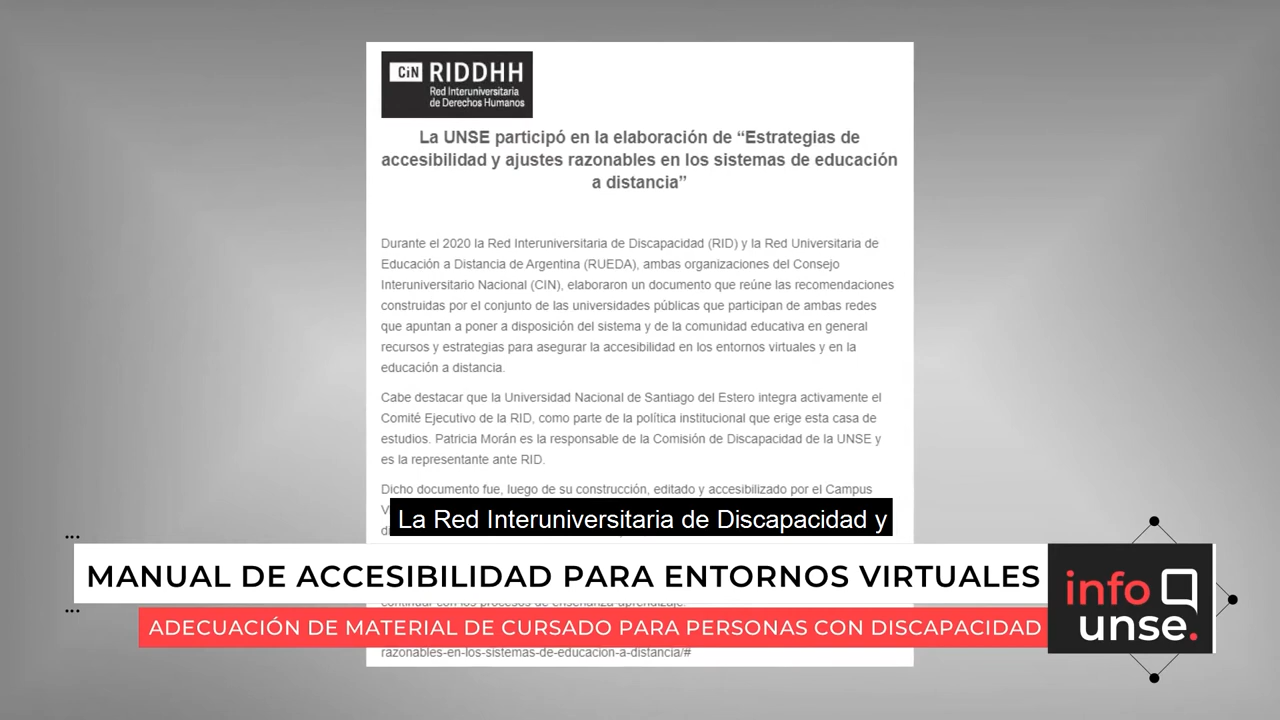 CiN RIDDHH
Red Interuniversitaria
de Derechos Humanos
La UNSE participó en la elaboración de “Estrategias de
accesibilidad y ajustes razonables en los sistemas de educación
a distancia”
Durante el 2020 la Red Interuniversitaria de Discapacidad (RID) y la Red Universitaria de
Educación a Distancia de Argentina (RUEDA), ambas organizaciones del Consejo
Interuniversitario Nacional (CIN), elaboraron un documento que reúne las recomendaciones
construidas por el conjunto de las universidades públicas que participan de ambas redes
que apuntan a poner a disposición del sistema y de la comunidad educativa en general
recursos y estrategias para asegurar la accesibilidad en los entornos virtuales y en la
educación a distancia.
Cabe destacar que la Universidad Nacional de Santiago del Estero integra activamente el
Comité Ejecutivo de la RID, como parte de la política institucional que erige esta casa de
estudios. Patricia Morán es la responsable de la Comisión de Discapacidad de la UNSE y
es la representante ante RID.
Dicho documento fue, luego de su construcción, editado y accesibilizado por el Campus
La Red Interuniversitaria de Discapacidad y
MANUAL DE ACCESIBILIDAD PARA ENTORNOS VIRTUALES
continuar con los procesos de enseñanza-aprendizaje.
ADECUACIÓN DE MATERIAL DE CURSADO PARA PERSONAS CON DISCAPACIDAD
razonables-en-los-sistemas-de-educacion-a-distancia/#
info
unse.